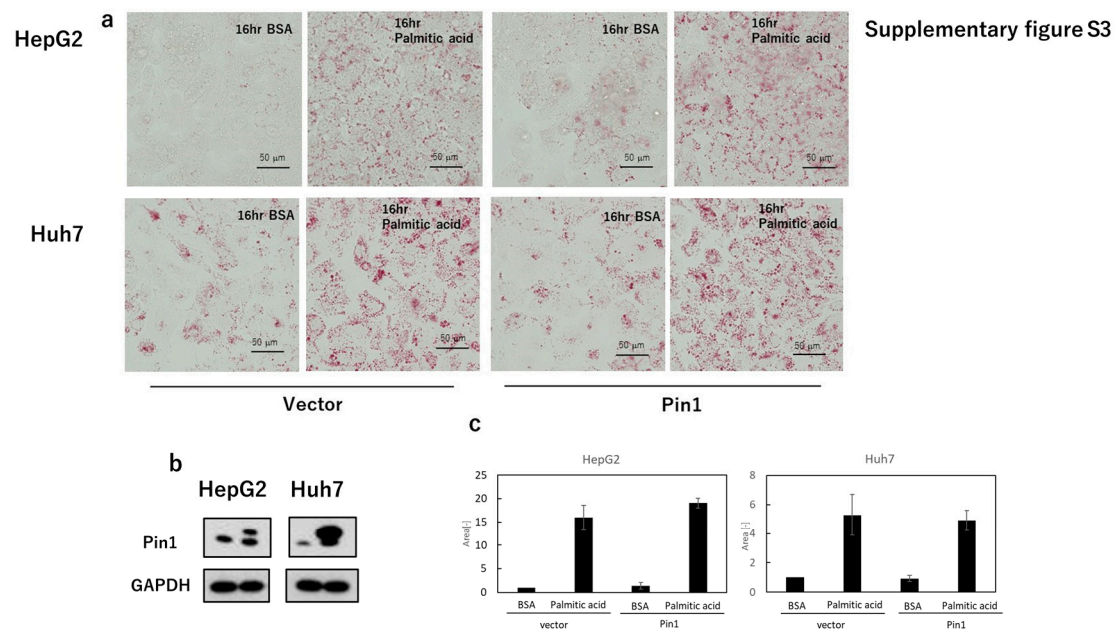 Supplementary figure S3
a
HepG2
16hr BSA
16hr
Palmitic acid
16hr BSA
16hr
Palmitic acid
50 μm
50 μm
50 μm
50 μm
Huh7
16hr BSA
16hr
Palmitic acid
16hr BSA
16hr
Palmitic acid
50 μm
50 μm
50 μm
50 μm
Vector
Pin1
b
HepG2
Huh7
Pin1
GAPDH
c
HepG2
Area[-]
25
20
15
10
5
0
BSA
Palmitic acid
BSA
Palmitic acid
vector
Pin1
Huh7
Area [-]
8
6
4
2
0
BSA
Palmitic acid
BSA
Palmitic acid
vector
Pin1